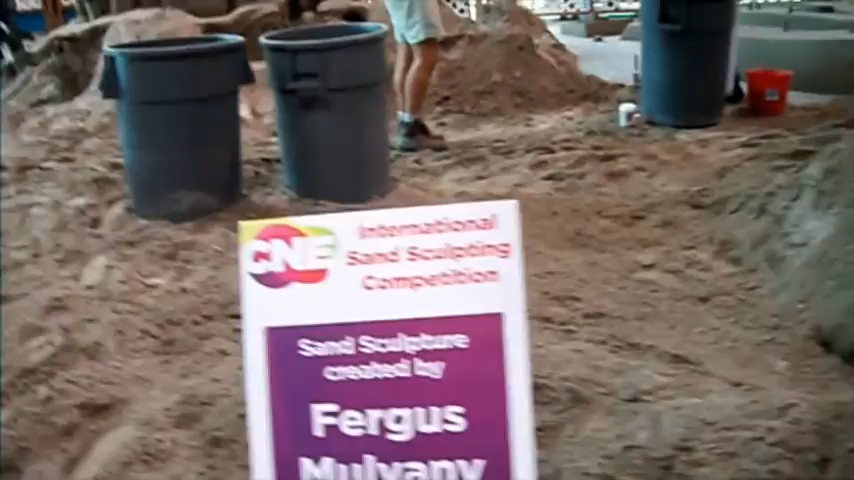 CNE
International
Sand Sculpting
Competition
Sand Sculpture
created by
Fergus
Mulvany